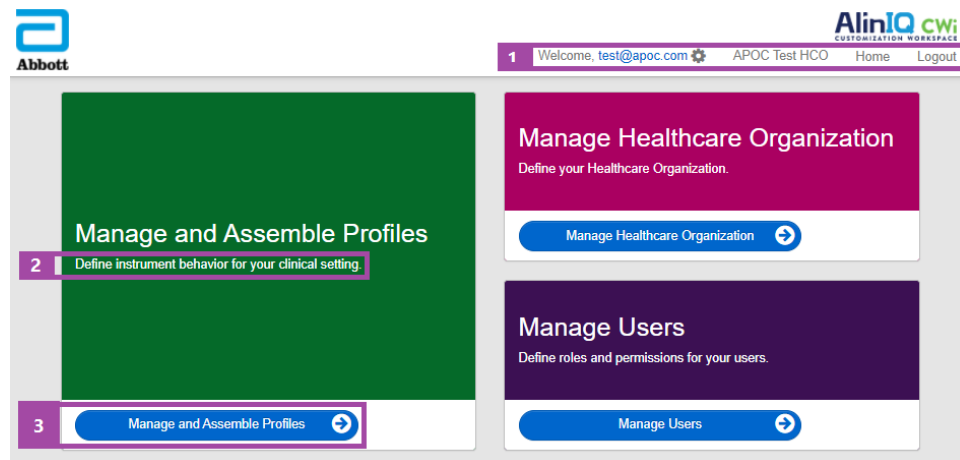 Abbott
AlinIQ CWi
CUSTOMIZATION WORKSPACE
1 Welcome, test@apoc.com APOC Test HCO Home Logout
Manage and Assemble Profiles
2 Define instrument behavior for your clinical setting.
3 Manage and Assemble Profiles
Manage Healthcare Organization
Define your Healthcare Organization.
Manage Healthcare Organization
Manage Users
Define roles and permissions for your users.
Manage Users